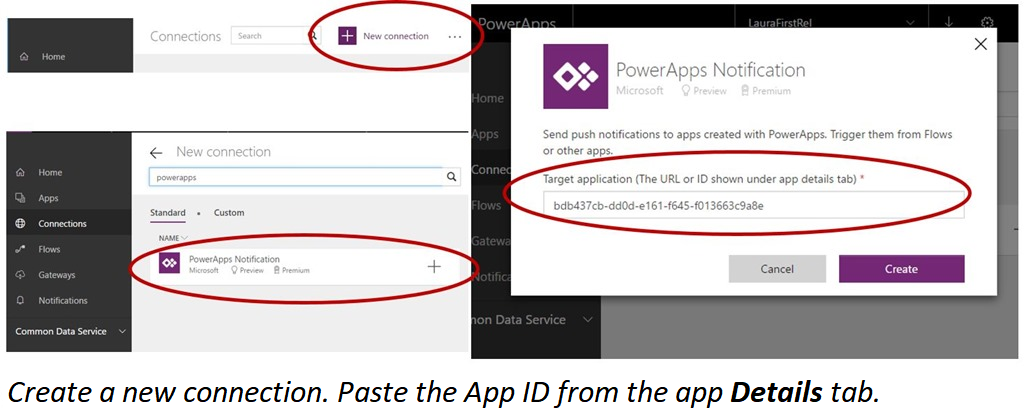 Connections
Search
New connection
...
Home
New connection
powerapps
Home
Apps
Connections
Flows
Gateways
Notifications
Common Data Service
Standard • Custom
NAME
PowerApps Notification
Microsoft Preview Premium
PowerApps
LauraFirstRel
Home
Apps
Connec
Flows
Gatewa
Notifica
mon Data Service
PowerApps Notification
Microsoft Preview Premium
Send push notifications to apps created with PowerApps. Trigger them from Flows
or other apps.
Target application (The URL or ID shown under app details tab) *
bdb437cb-dd0d-e161-f645-f013663c9a8e
Cancel
Create
Create a new connection. Paste the App ID from the app Details tab.